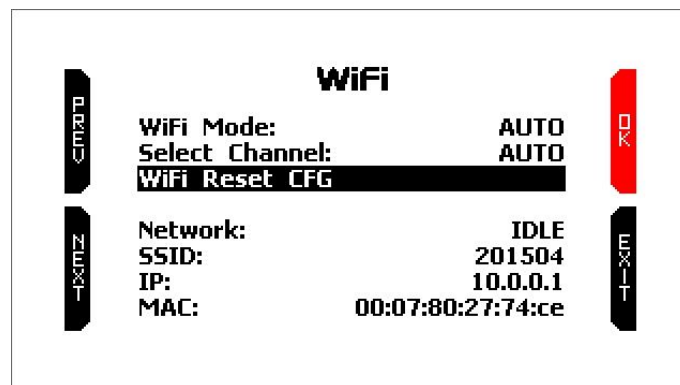 WiFi
PREV
OK
WiFi Mode: AUTO
Select Channel: AUTO
WiFi Reset CFG
NEXT
EXIT
Network: IDLE
SSID: 201504
IP: 10.0.0.1
MAC: 00:07:80:27:74:ce